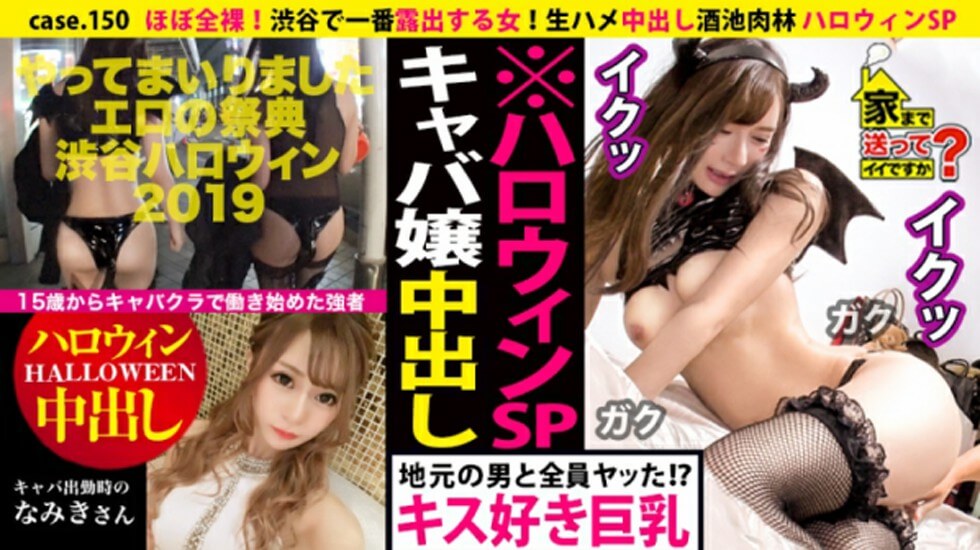 case.150 ほぼ全裸！渋谷で一番露出する女！生ハメ中出し酒池肉林 ハロウィンSP
やってまいりました
エロの祭典
渋谷ハロウィン
2019
15歳からキャバクラで働き始めた強者
ハロウィン
HALLOWEEN
中出し
キャバ出勤時の
なみきさん
※ハロウィンSP
キャバ嬢中出し
地元の男と全員ヤッた!?
キス好き巨乳
イクッ
家まで
送って
イイですか?
イクッ
ガク
ガク